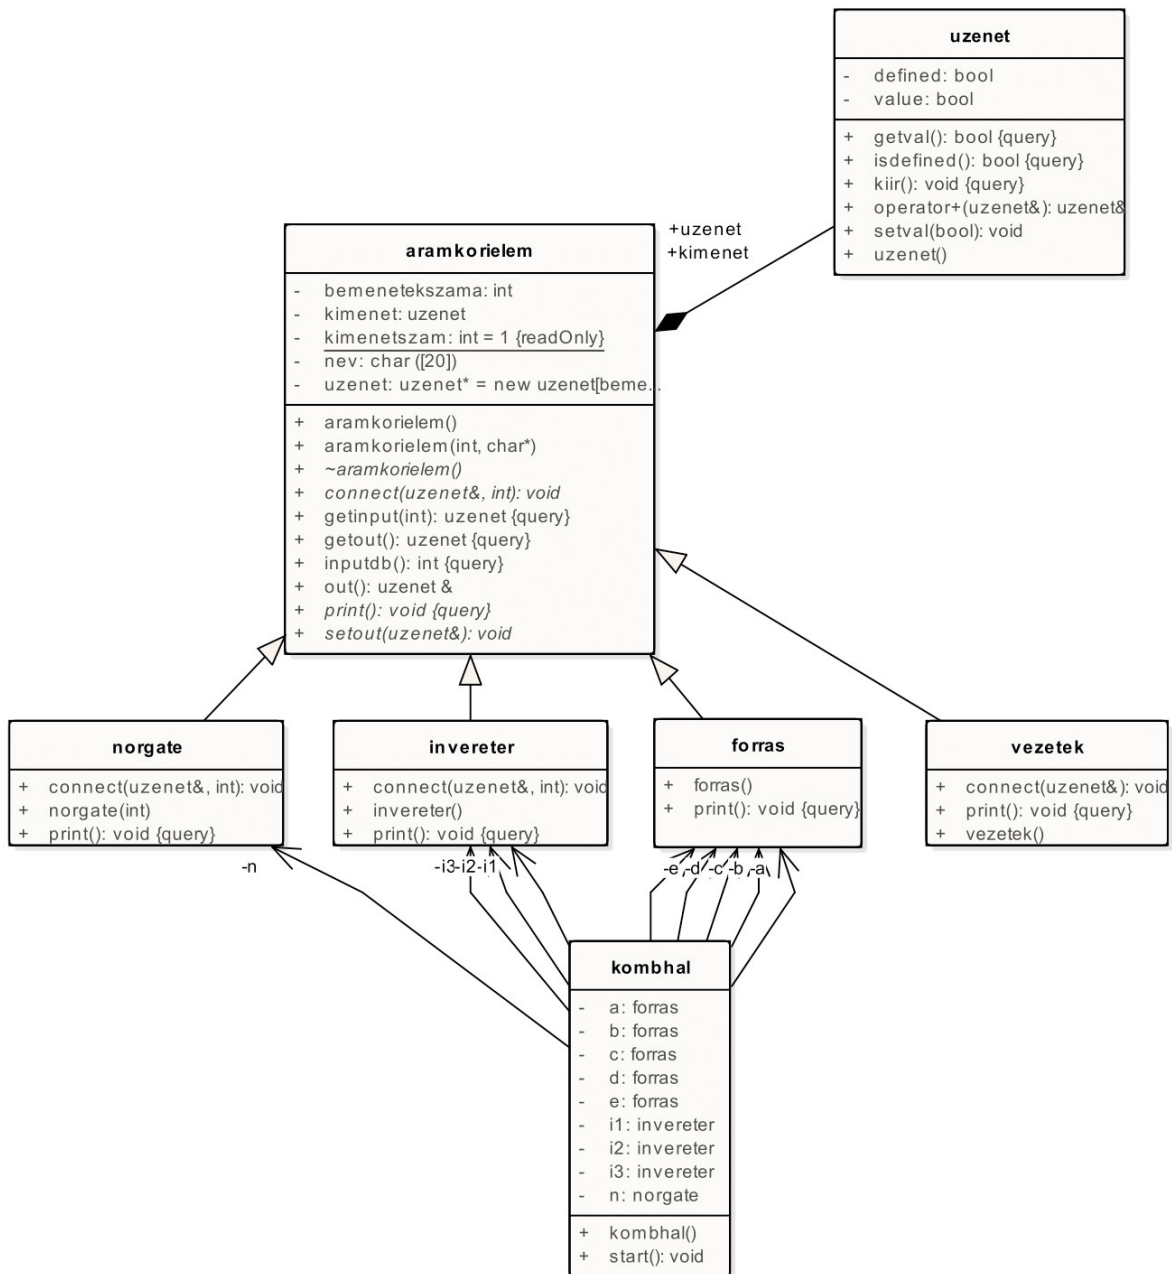 uzenet
- defined: bool
- value: bool
+ getval(): bool {query}
+ isdefined(): bool {query}
+ kiir(): void {query}
+ operator+(uzenet&): uzenet&
+ setval(bool): void
+ uzenet()
+uzenet
+kimenet
aramkorielem
- bemenetekszama: int
- kimenet: uzenet
- kimenetszam: int = 1 {readOnly}
- nev: char ([20])
- uzenet: uzenet* = new uzenet[beme...
+ aramkorielem()
+ aramkorielem(int, char*)
+ ~aramkorielem()
+ connect(uzenet&, int): void
+ getinput(int): uzenet {query}
+ getout(): uzenet {query}
+ inputdb(): int {query}
+ out(): uzenet &
+ print(): void {query}
+ setout(uzenet&): void
norgate
+ connect(uzenet&, int): void
+ norgate(int)
+ print(): void {query}
invereter
+ connect(uzenet&, int): void
+ invereter()
+ print(): void {query}
forras
+ forras()
+ print(): void {query}
vezetek
+ connect(uzenet&): void
+ print(): void {query}
+ vezetek()
-n
-i3 -i2 -i1
-e -d -c -b -a
kombhal
- a: forras
- b: forras
- c: forras
- d: forras
- e: forras
- i1: invereter
- i2: invereter
- i3: invereter
- n: norgate
+ kombhal()
+ start(): void